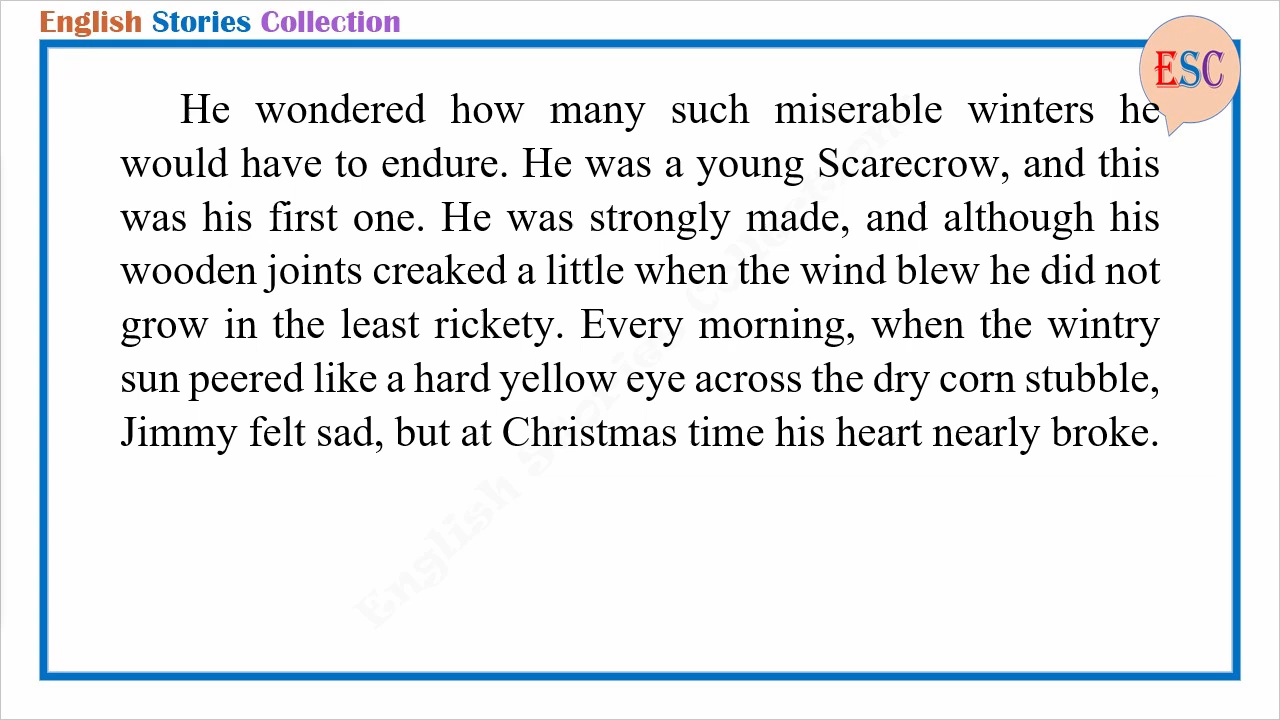 English Stories Collection
ESC
He wondered how many such miserable winters he
would have to endure. He was a young Scarecrow, and this
was his first one. He was strongly made, and although his
wooden joints creaked a little when the wind blew he did not
grow in the least rickety. Every morning, when the wintry
sun peered like a hard yellow eye across the dry corn stubble,
Jimmy felt sad, but at Christmas time his heart nearly broke.
English Stories Collection